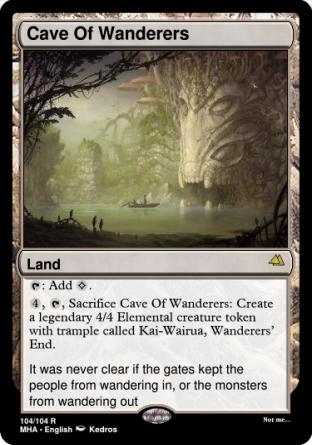 Cave Of Wanderers
Land
: Add .
4, , Sacrifice Cave Of Wanderers: Create
a legendary 4/4 Elemental creature token
with trample called Kai-Wairua, Wanderers'
End.
It was never clear if the gates kept the
people from wandering in, or the monsters
from wandering out
104/104 R
MHA • English Kedros
Not me...